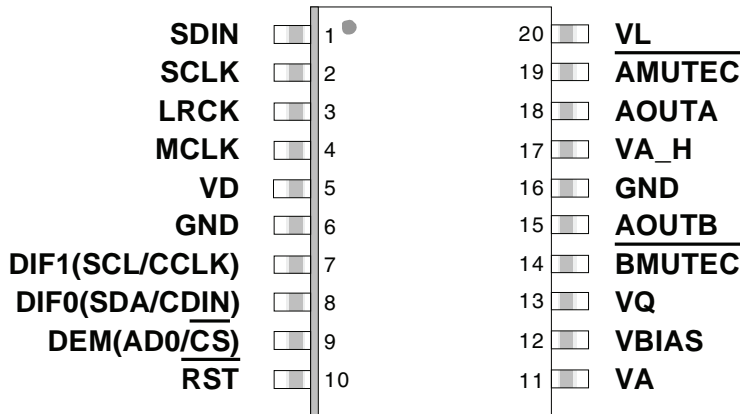 SDIN 1 20 VL
SCLK 2 19 AMUTEC
LRCK 3 18 AOUTA
MCLK 4 17 VA_H
VD 5 16 GND
GND 6 15 AOUTB
DIF1(SCL/CCLK) 7 14 BMUTEC
DIF0(SDA/CDIN) 8 13 VQ
DEM(AD0/CS) 9 12 VBIAS
RST 10 11 VA